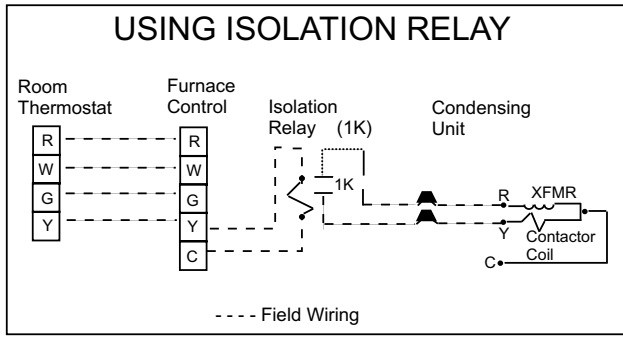 USING ISOLATION RELAY
Room
Thermostat
Furnace
Control
Isolation
Relay (1K)
Condensing
Unit
R
W
G
Y
R
W
G
Y
C
1K
R
XFMR
Y
Contactor
Coil
C
---- Field Wiring